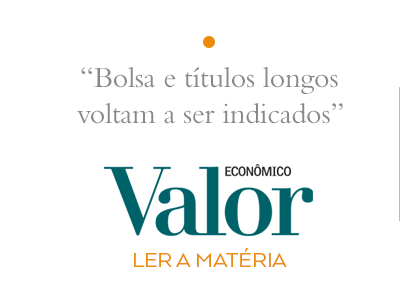 “Bolsa e títulos longos
voltam a ser indicados”
ECONÔMICO
Valor
LER A MATÉRIA